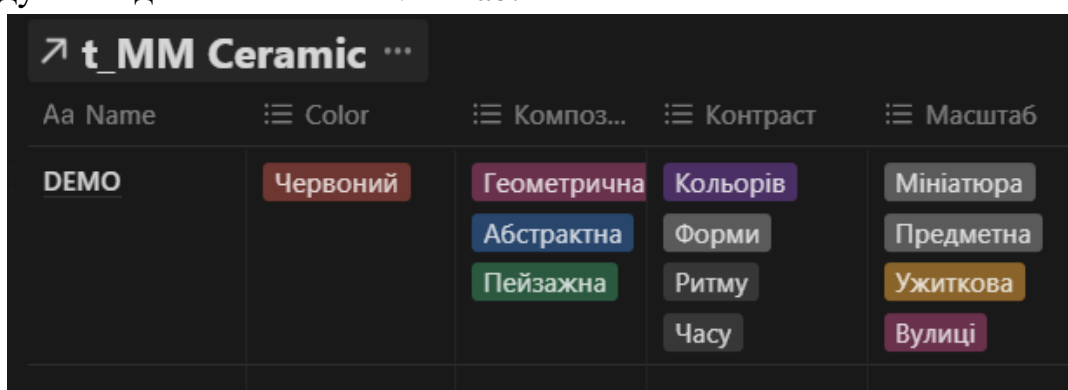 t_MM Ceramic ...
Aa Name Color Композ... Контраст Масштаб
DEMO Червоний Геометрична Кольорів Мініатюра
Абстрактна Форми Предметна
Пейзажна Ритму Ужиткова
Часу Вулиці